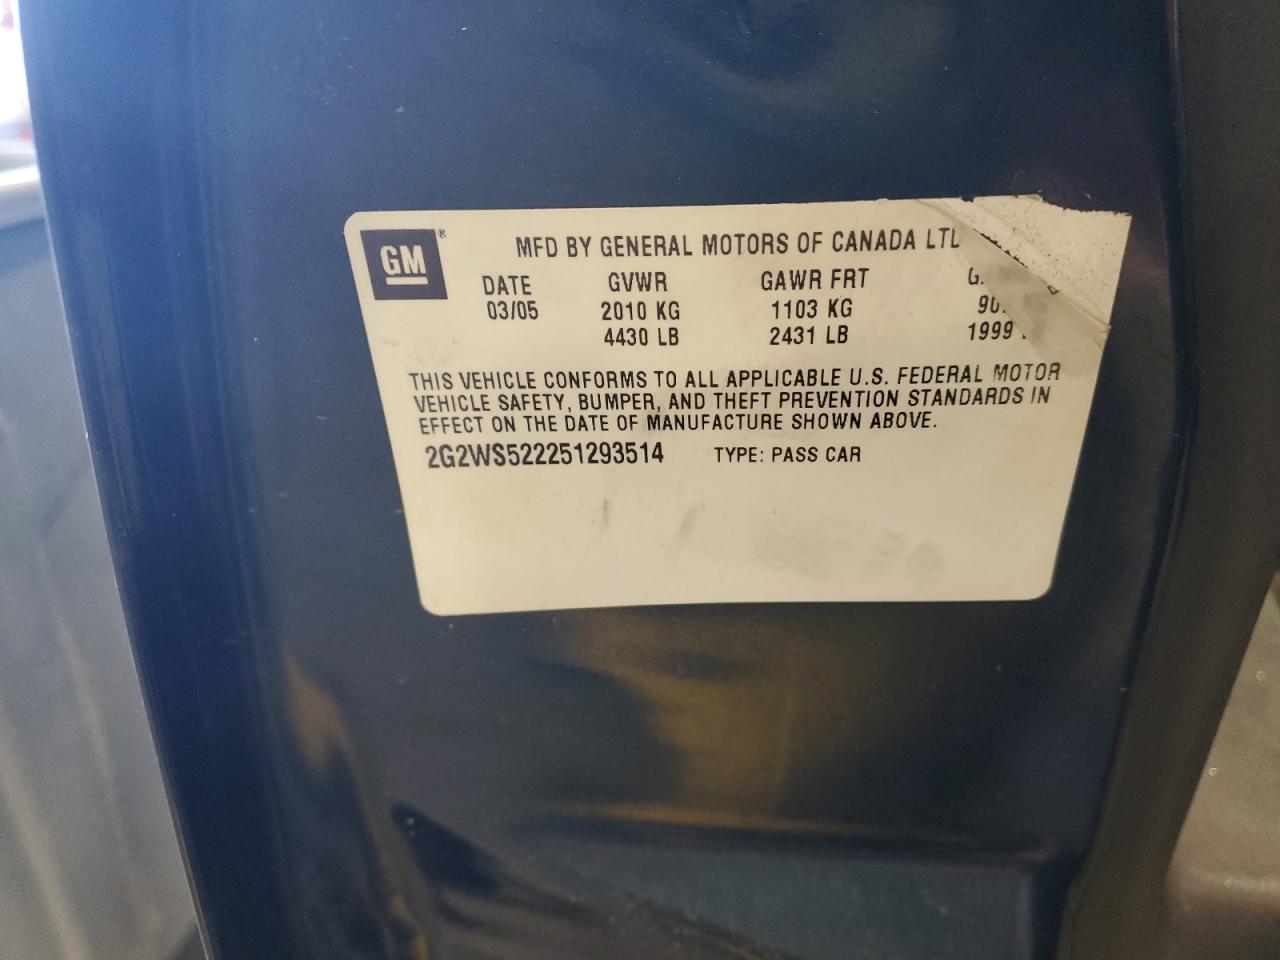 GM®
MFD BY GENERAL MOTORS OF CANADA LTD
DATE GVWR GAWR FRT
03/05 2010 KG 1103 KG
4430 LB 2431 LB 1999
THIS VEHICLE CONFORMS TO ALL APPLICABLE U.S. FEDERAL MOTOR
VEHICLE SAFETY, BUMPER, AND THEFT PREVENTION STANDARDS IN
EFFECT ON THE DATE OF MANUFACTURE SHOWN ABOVE.
2G2WS522251293514 TYPE: PASS CAR